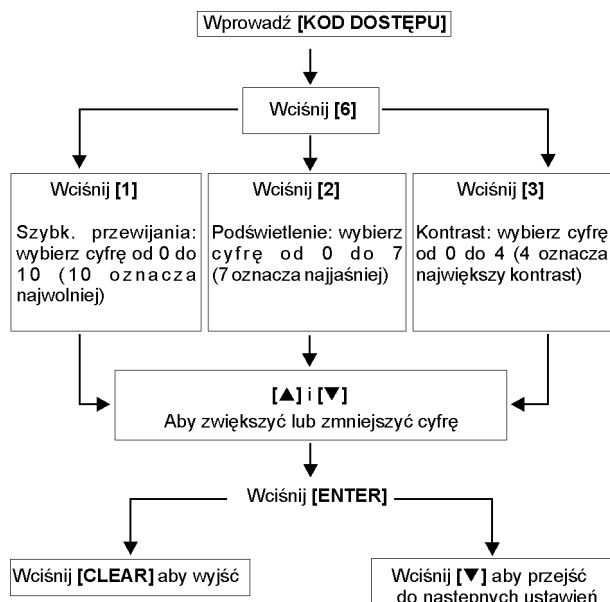 Wprowadź [KOD DOSTĘPU]
Wciśnij [6]
Wciśnij [1]
Szybk. przewijania:
wybierz cyfrę od 0 do
10 (10 oznacza
najwolniej)
Wciśnij [2]
Podświetlenie: wybierz
cyfrę od 0 do 7
(7 oznacza najjaśniej)
Wciśnij [3]
Kontrast: wybierz cyfrę
od 0 do 4 (4 oznacza
największy kontrast)
[▲] i [▼]
Aby zwiększyć lub zmniejszyć cyfrę
Wciśnij [ENTER]
Wciśnij [CLEAR] aby wyjść
Wciśnij [▼] aby przejść
do następnych ustawień